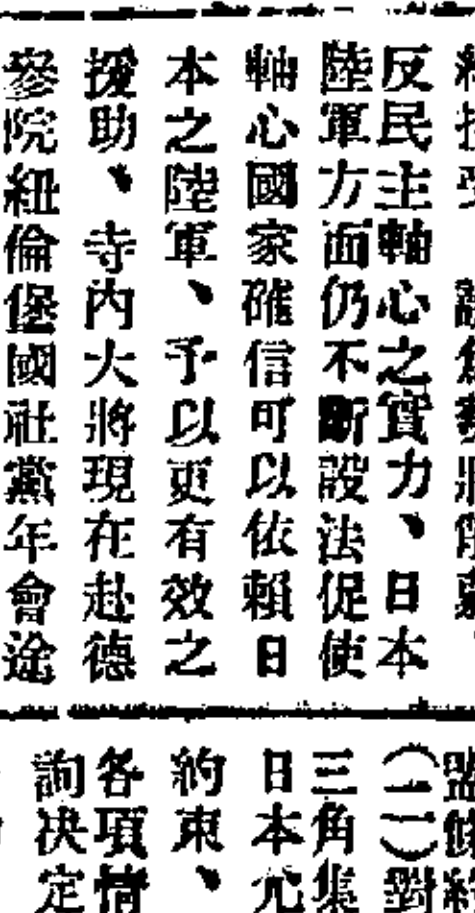 反民主軸心之實力、日本
陸軍方面仍不斷設法促使
軸心國家確信可以依賴日
本之陸軍、予以更有效之
援助、寺內大將現在赴德
參院紐倫堡國社黨年會途
(二)對
三角集
日本尤
約束、
各項情
詢決定